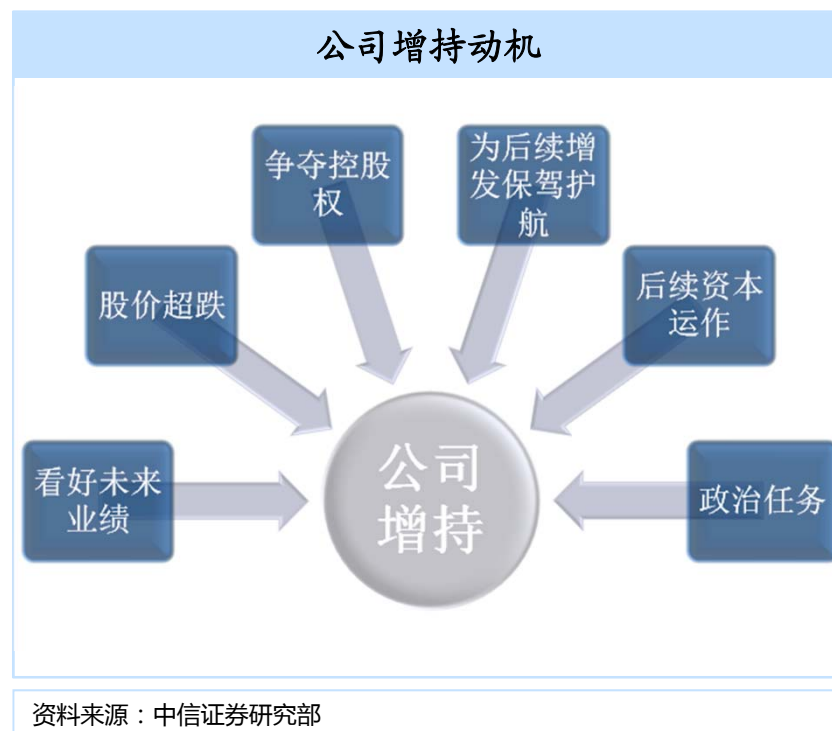 公司增持动机
争夺控股
权
为后续增
发保驾护
航
股价超跌
后续资本
运作
看好未来
业绩
政治任务
公司
增持
资料来源：中信证券研究部